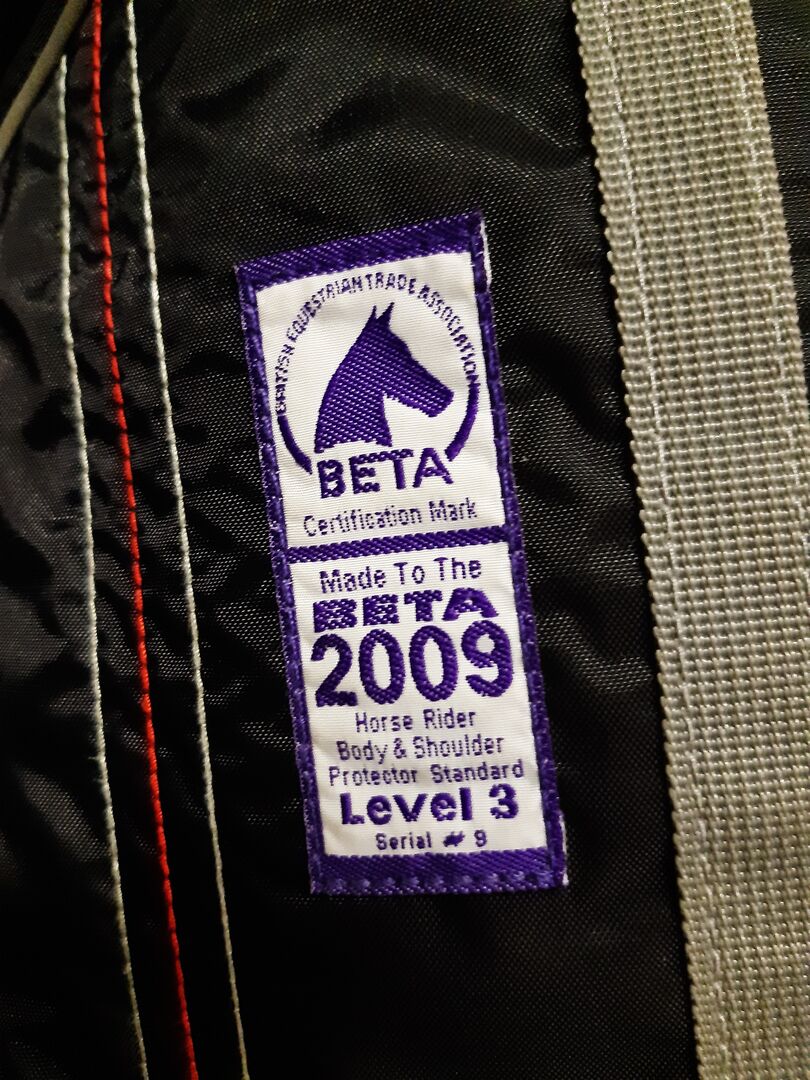 BRITISH EQUESTRIAN TRADE ASSOCIATION
BETA
Certification Mark
Made To The
BETA
2009
Horse Rider
Body & Shoulder
Protector Standard
Level 3
Serial # 9